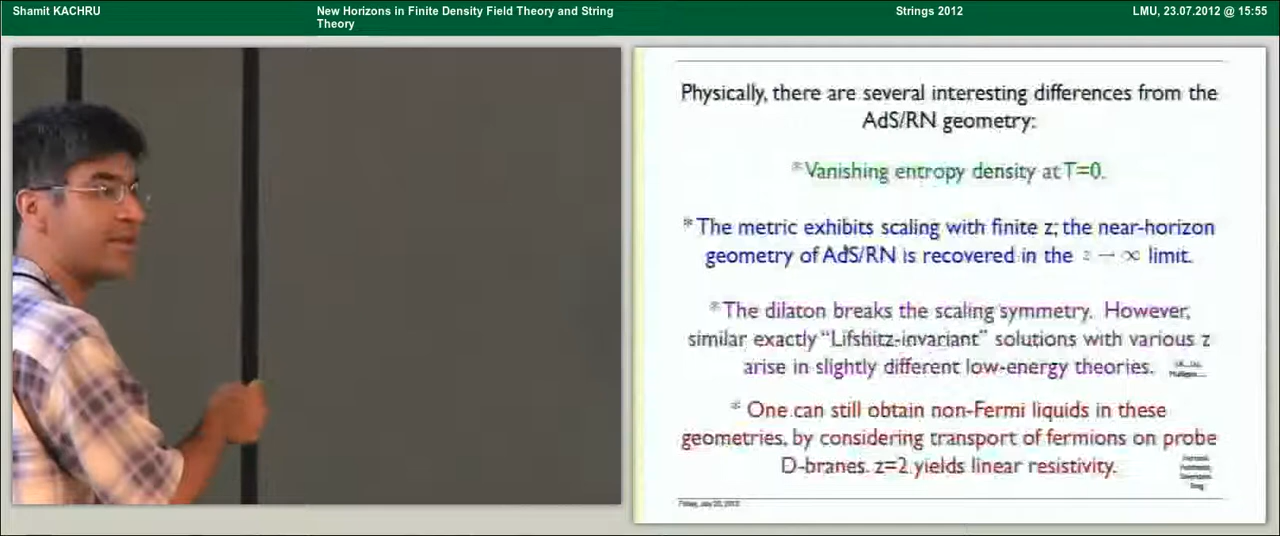 Shamit KACHRU
New Horizons in Finite Density Field Theory and String
Theory
Strings 2012
LMU, 23.07.2012 @ 15:55
Physically, there are several interesting differences from the
AdS/RN geometry:
* Vanishing entropy density at T=0.
* The metric exhibits scaling with finite z; the near-horizon
geometry of AdS/RN is recovered in the z → ∞ limit.
* The dilaton breaks the scaling symmetry. However,
similar exactly “Lifshitz-invariant” solutions with various z
arise in slightly different low-energy theories.
* One can still obtain non-Fermi liquids in these
geometries, by considering transport of fermions on probe
D-branes. z=2 yields linear resistivity.